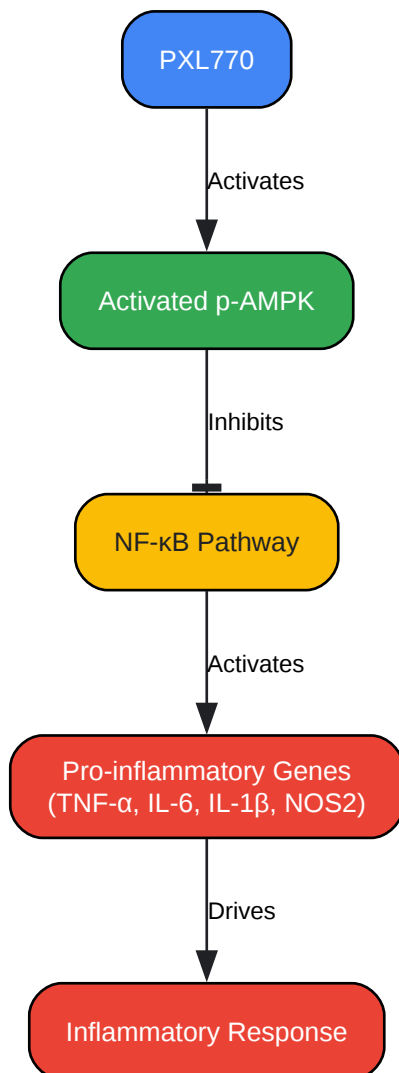 PXL770
Activates
Activated p-AMPK
Inhibits
NF-κB Pathway
Activates
Pro-inflammatory Genes
(TNF-α, IL-6, IL-1β, NOS2)
Drives
Inflammatory Response